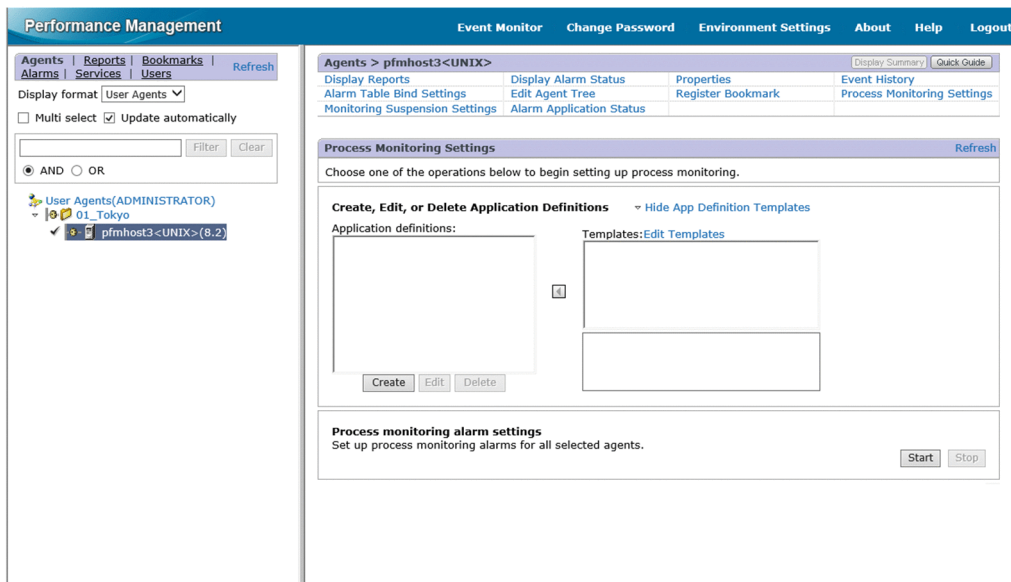 Performance Management
Event Monitor Change Password Environment Settings About Help Logout
Agents | Reports | Bookmarks |
Alarms | Services | Users
Refresh
Display format User Agents
Multi select Update automatically
Filter Clear
AND OR
User Agents(ADMINISTRATOR)
01_Tokyo
pfmhost3<UNIX>(8.2)
Agents > pfmhost3<UNIX>
Display Summary Quick Guide
Display Reports Display Alarm Status Properties Event History
Alarm Table Bind Settings Edit Agent Tree Register Bookmark Process Monitoring Settings
Monitoring Suspension Settings Alarm Application Status
Process Monitoring Settings Refresh
Choose one of the operations below to begin setting up process monitoring.
Create, Edit, or Delete Application Definitions Hide App Definition Templates
Application definitions:
Templates:Edit Templates
Create Edit Delete
Process monitoring alarm settings
Set up process monitoring alarms for all selected agents.
Start Stop